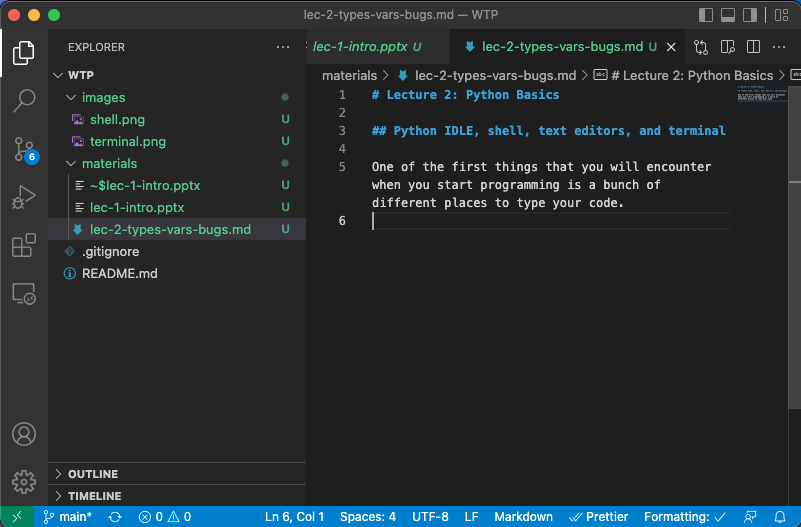 lec-2-types-vars-bugs.md — WTP
EXPLORER
WTP
images
shell.png U
terminal.png U
materials
~$lec-1-intro.pptx U
lec-1-intro.pptx U
lec-2-types-vars-bugs.md U
.gitignore
README.md
OUTLINE
TIMELINE
6
lec-1-intro.pptx U
lec-2-types-vars-bugs.md U
materials > lec-2-types-vars-bugs.md > abc # Lecture 2: Python Basics >
1 # Lecture 2: Python Basics
2
3 ## Python IDLE, shell, text editors, and terminal
4
5 One of the first things that you will encounter
when you start programming is a bunch of
different places to type your code.
6
main* 0 0 Ln 6, Col 1 Spaces: 4 UTF-8 LF Markdown Prettier Formatting: ✓